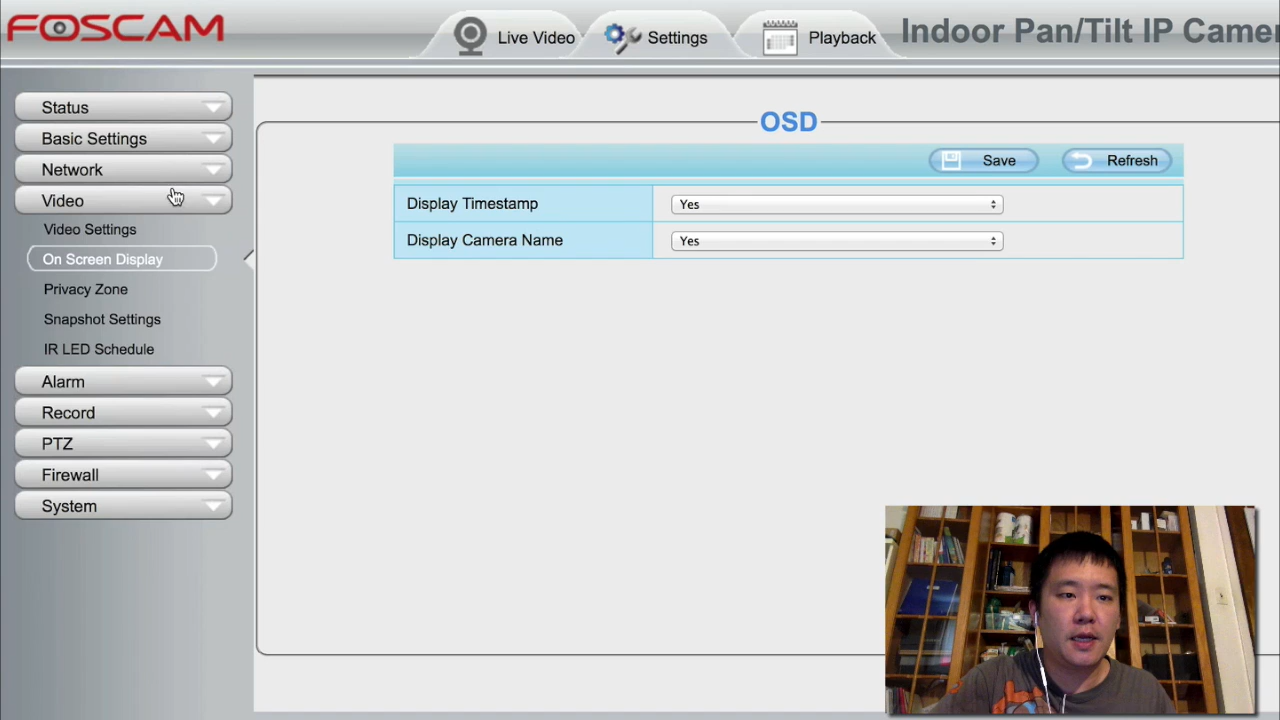 FOSCAM
Live Video
Settings
Playback
Indoor Pan/Tilt IP Camer
Status
Basic Settings
Network
Video
Video Settings
On Screen Display
Privacy Zone
Snapshot Settings
IR LED Schedule
Alarm
Record
PTZ
Firewall
System
OSD
Save
Refresh
Display Timestamp
Yes
Display Camera Name
Yes